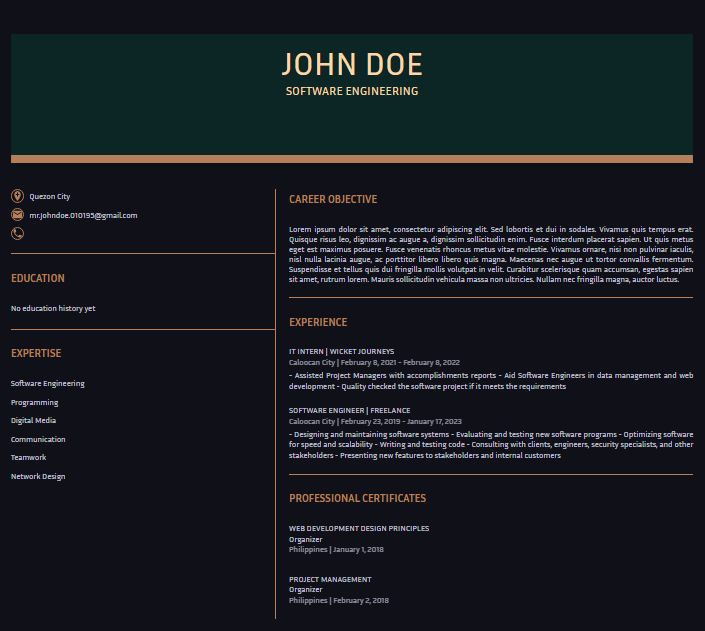 JOHN DOE
SOFTWARE ENGINEERING
Quezon City
mr.johndoe.010195@gmail.com
EDUCATION
No education history yet
EXPERTISE
Software Engineering
Programming
Digital Media
Communication
Teamwork
Network Design
CAREER OBJECTIVE
Lorem ipsum dolor sit amet, consectetur adipiscing elit. Sed lobortis et dui in sodales. Vivamus quis tempus erat.
Quisque risus leo, dignissim ac augue a, dignissim sollicitudin enim. Fusce interdum placerat sapien. Ut quis metus
eget est maximus posuere. Fusce venenatis rhoncus metus vitae molestie. Vivamus ornare, nisi non pulvinar iaculis,
nisl nulla lacinia augue, ac porttitor libero libero quis magna. Maecenas nec augue ut tortor convallis fermentum.
Suspendisse et tellus quis dui fringilla mollis volutpat in velit. Curabitur scelerisque quam accumsan, egestas sapien
sit amet, rutrum lorem. Mauris sollicitudin vehicula massa non ultricies. Nullam nec fringilla magna, auctor luctus.
EXPERIENCE
IT INTERN | WICKET JOURNEYS
Caloocan City | February 8, 2021 - February 8, 2022
- Assisted Project Managers with accomplishments reports - Aid Software Engineers in data management and web
development - Quality checked the software project if it meets the requirements
SOFTWARE ENGINEER | FREELANCE
Caloocan City | February 23, 2019 - January 17, 2023
- Designing and maintaining software systems - Evaluating and testing new software programs - Optimizing software
for speed and scalability - Writing and testing code - Consulting with clients, engineers, security specialists, and other
stakeholders - Presenting new features to stakeholders and internal customers
PROFESSIONAL CERTIFICATES
WEB DEVELOPMENT DESIGN PRINCIPLES
Organizer
Philippines | January 1, 2018
PROJECT MANAGEMENT
Organizer
Philippines | February 2, 2018